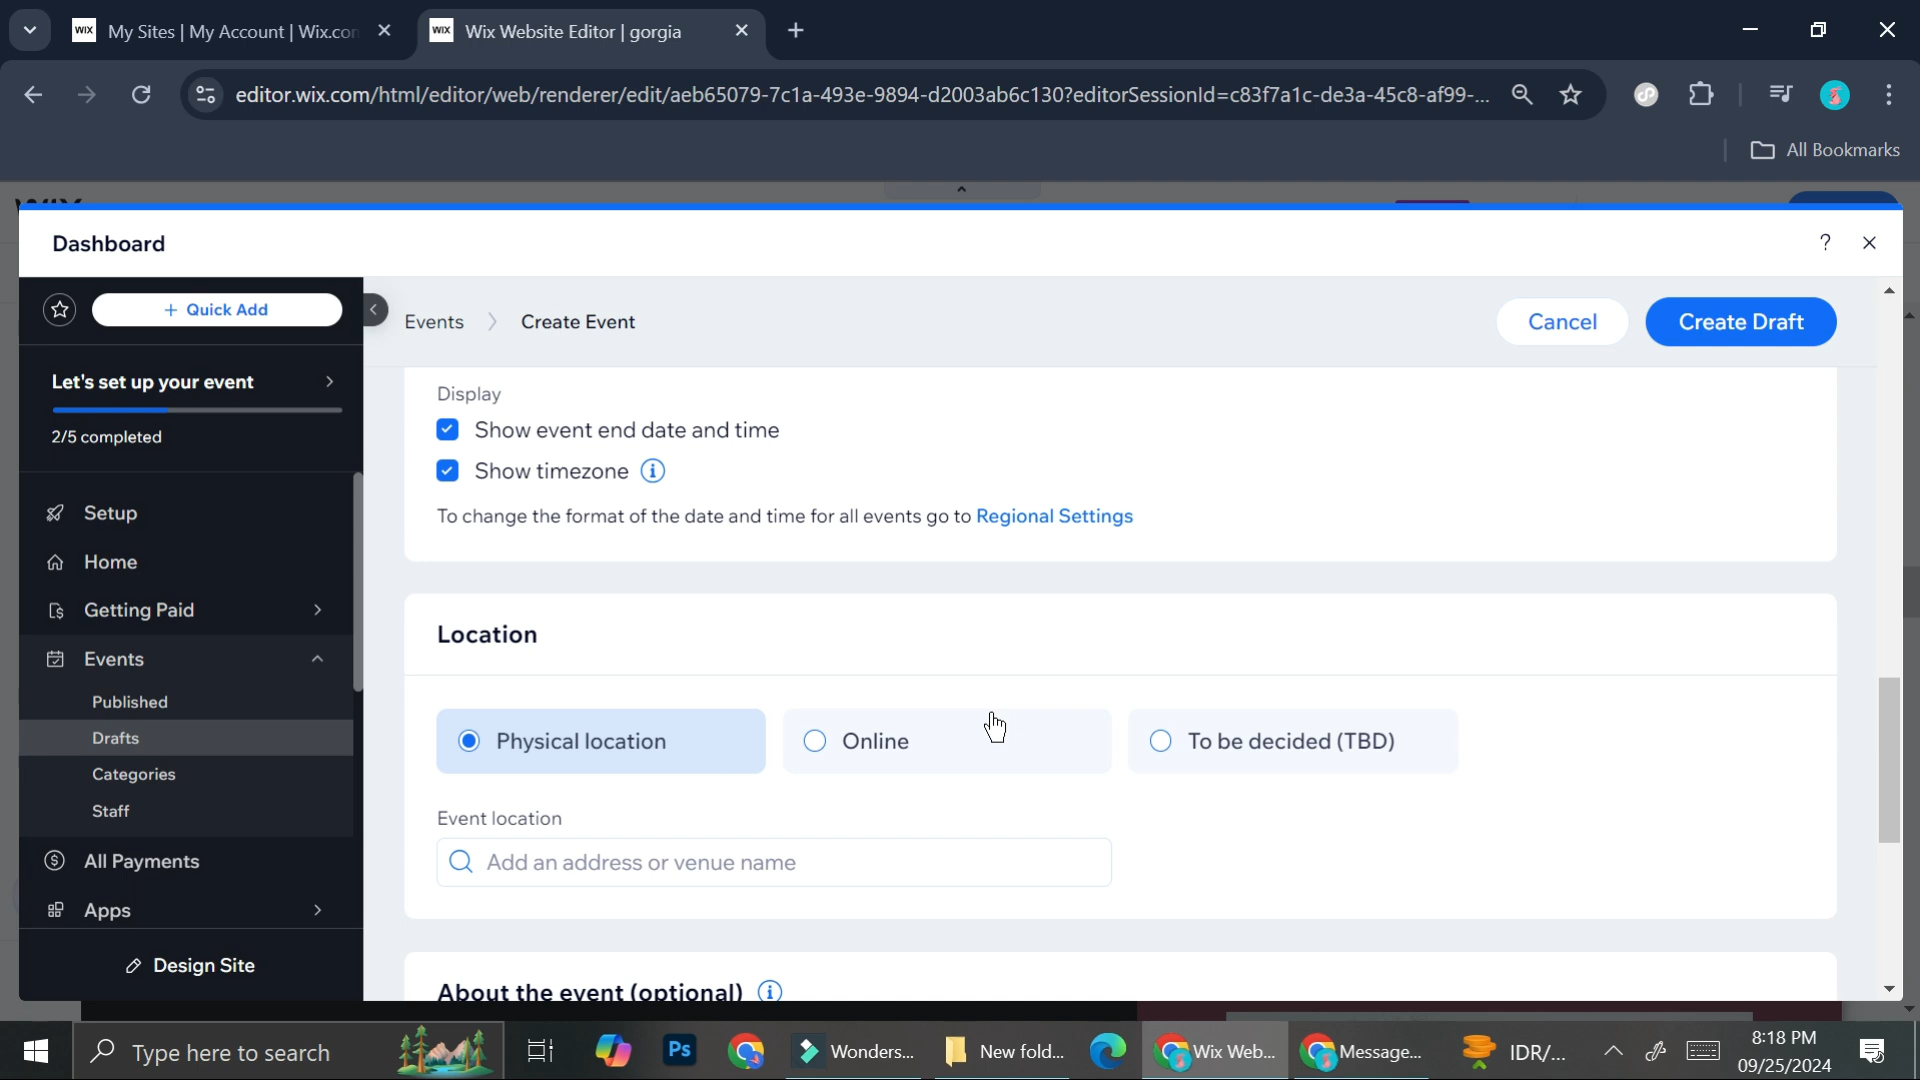 WIX My Sites | My Account | Wix.com
WIX Wix Website Editor | gorgia
editor.wix.com/html/editor/web/renderer/edit/aeb65079-7c1a-493e-9894-d2003ab6c130?editorSessionId=c83f7a1c-de3a-45c8-af99-...
All Bookmarks
Dashboard
?
+ Quick Add
Events
Create Event
Cancel
Create Draft
Let's set up your event
2/5 completed
Setup
Home
Getting Paid
Events
Published
Drafts
Categories
Staff
All Payments
Apps
Design Site
Display
Show event end date and time
Show timezone
To change the format of the date and time for all events go to Regional Settings
Location
Physical location
Online
To be decided (TBD)
Event location
Add an address or venue name
About the event (optional)
Type here to search
Ps
Wonders...
New fold...
Wix Web...
Message...
IDR/...
8:18 PM
09/25/2024